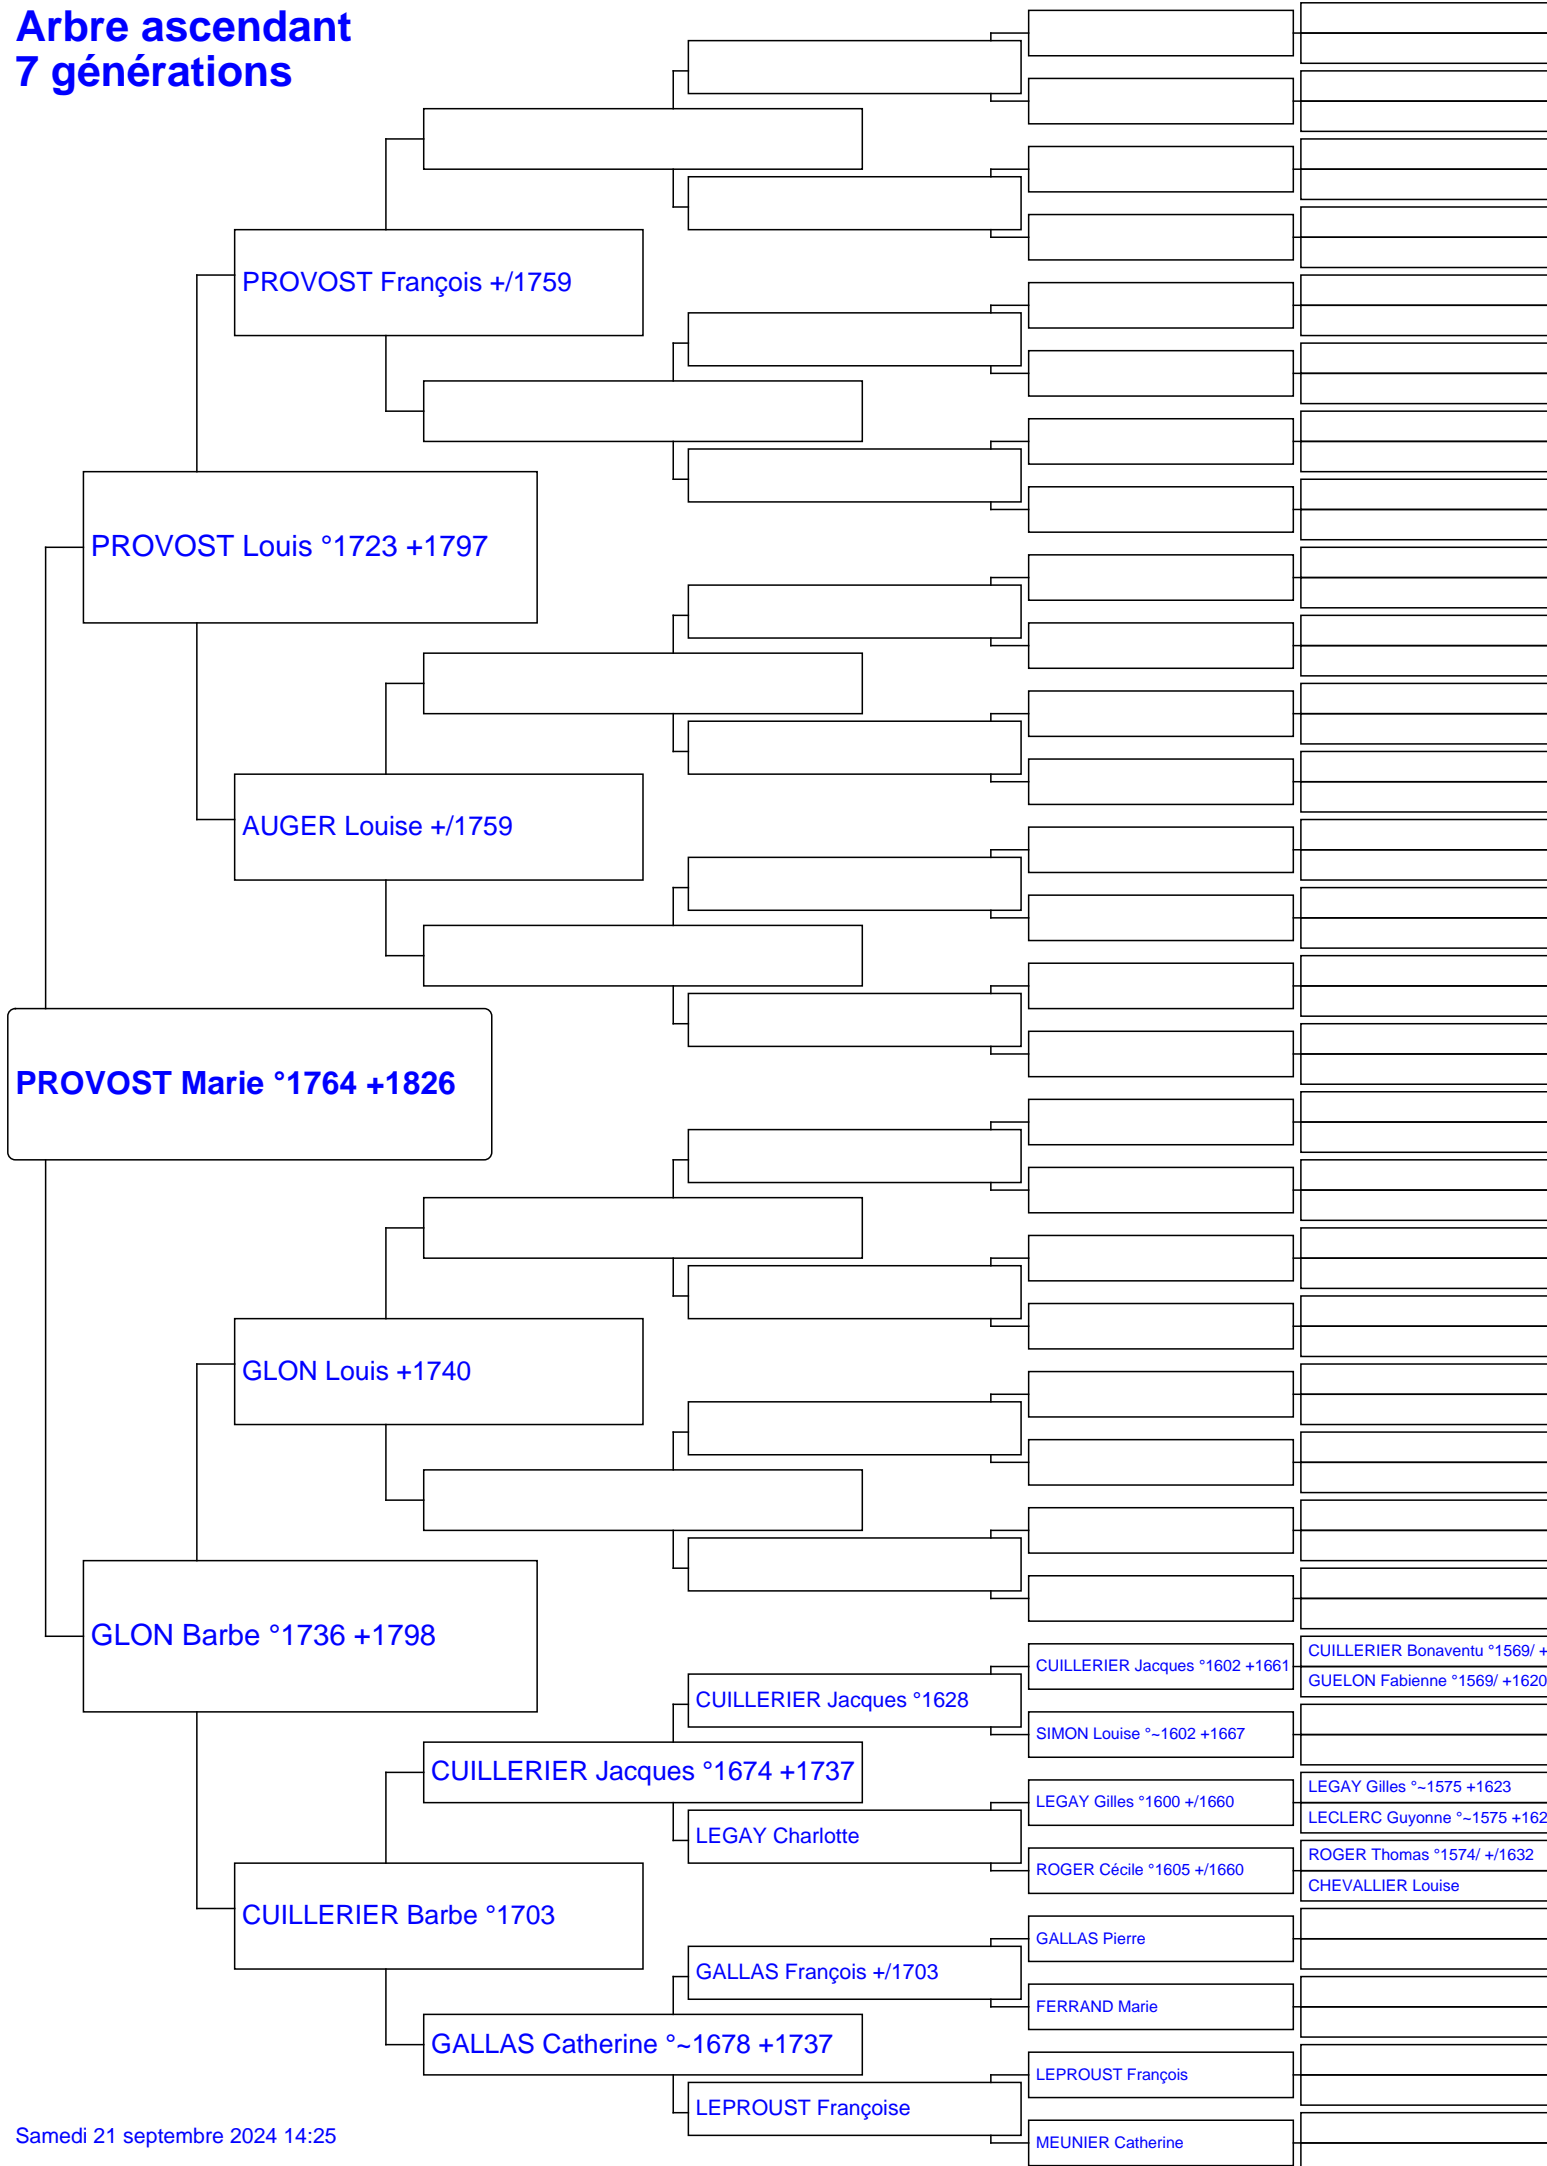 Arbre ascendant
7 générations
PROVOST François +/1759
PROVOST Louis °1723 +1797
AUGER Louise +/1759
PROVOST Marie °1764 +1826
GLON Louis +1740
GLON Barbe °1736 +1798
CUILLERIER Bonaventu °1569/ +
CUILLERIER Jacques °1602 +1661
GUELON Fabienne °1569/ +1620
CUILLERIER Jacques °1628
SIMON Louise °~1602 +1667
CUILLERIER Jacques °1674 +1737
LEGAY Gilles °~1575 +1623
LEGAY Gilles °1600 +/1660
LECLERC Guyonne °~1575 +162
LEGAY Charlotte
ROGER Thomas °1574/ +/1632
ROGER Cécile °1605 +/1660
CHEVALLIER Louise
CUILLERIER Barbe °1703
GALLAS Pierre
GALLAS François +/1703
FERRAND Marie
GALLAS Catherine °~1678 +1737
LEPROUST François
LEPROUST Françoise
MEUNIER Catherine
Samedi 21 septembre 2024 14:25